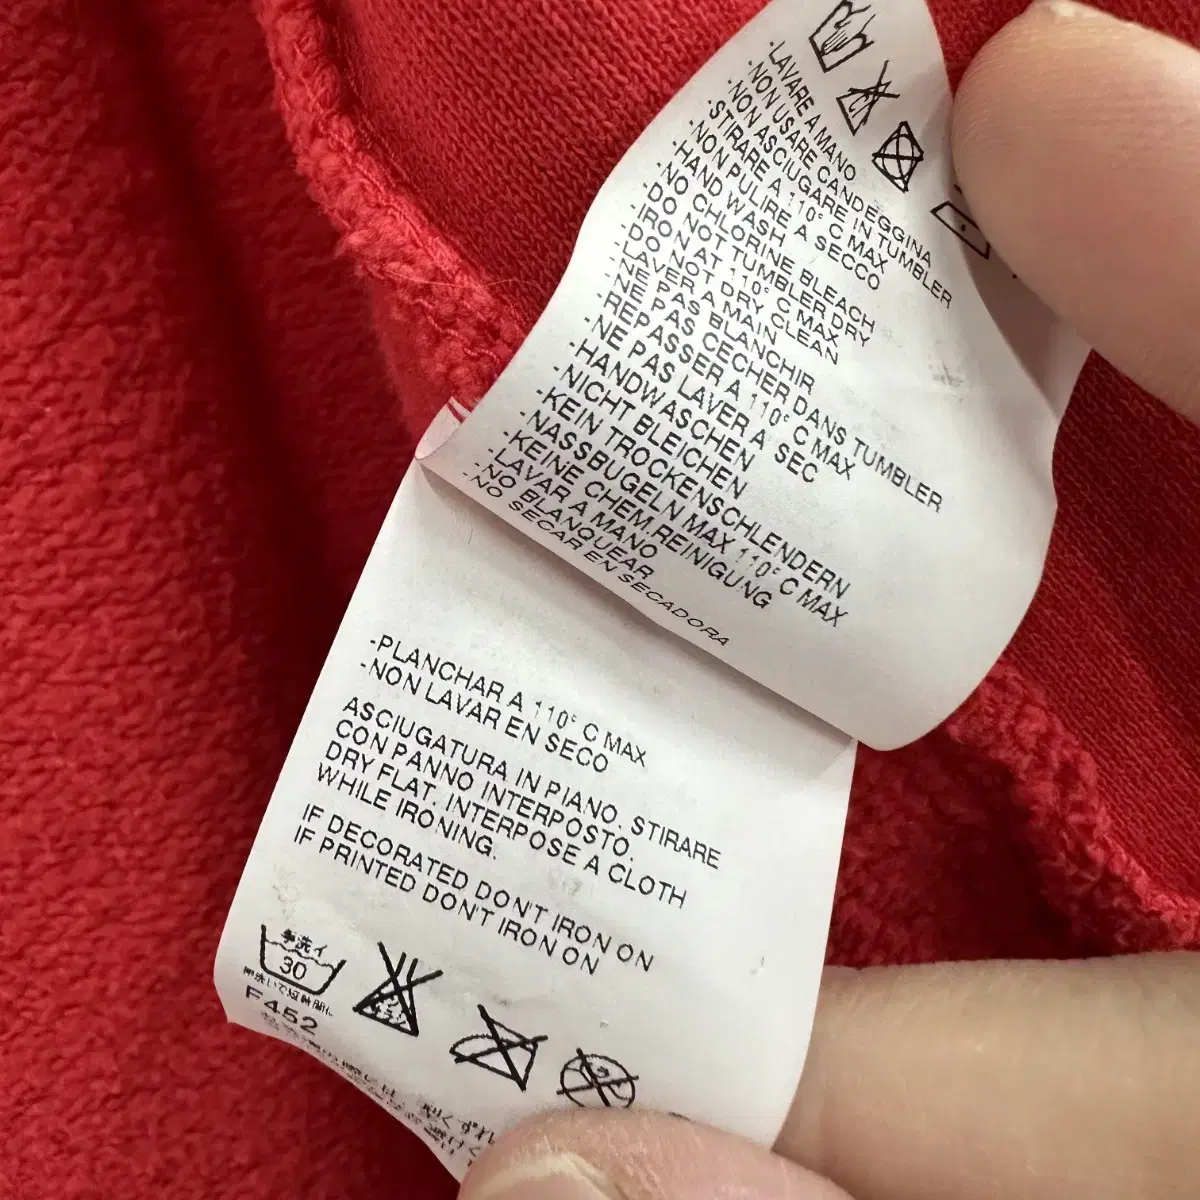 -LAVARE A MANO
-NON USARE CANDEGGINA
-NON ASCIUGARE IN TUMBLER
-STIRARE A 110° C MAX
-NON PULIRE A SECCO
-HAND WASH
-NO CHLORINE BLEACH
-DO NOT TUMBLER DRY
-IRON AT 110° C MAX
-DO NOT DRY CLEAN
-LAVER A MAIN
-NE PAS BLANCHIR
-NE PAS CECHER DANS TUMBLER
-REPASSER A 110° C MAX
-NE PAS LAVER A SEC
-HANDWASCHEN
-NICHT BLEICHEN
-KEIN TROCKENSCHLENDERN
-NASSBUGELN MAX 110° C MAX
-KEINE CHEM.REINIGUNG
-LAVAR A MANO
-NO BLANQUEAR
-NO SECAR EN SECADORA
-PLANCHAR A 110° C MAX
-NON LAVAR EN SECO
ASCIUGATURA IN PIANO. STIRARE
CON PANNO INTERPOSTO.
DRY FLAT. INTERPOSE A CLOTH
WHILE IRONING.
IF DECORATED DON'T IRON ON
IF PRINTED DON'T IRON ON
手洗イ
30
F452